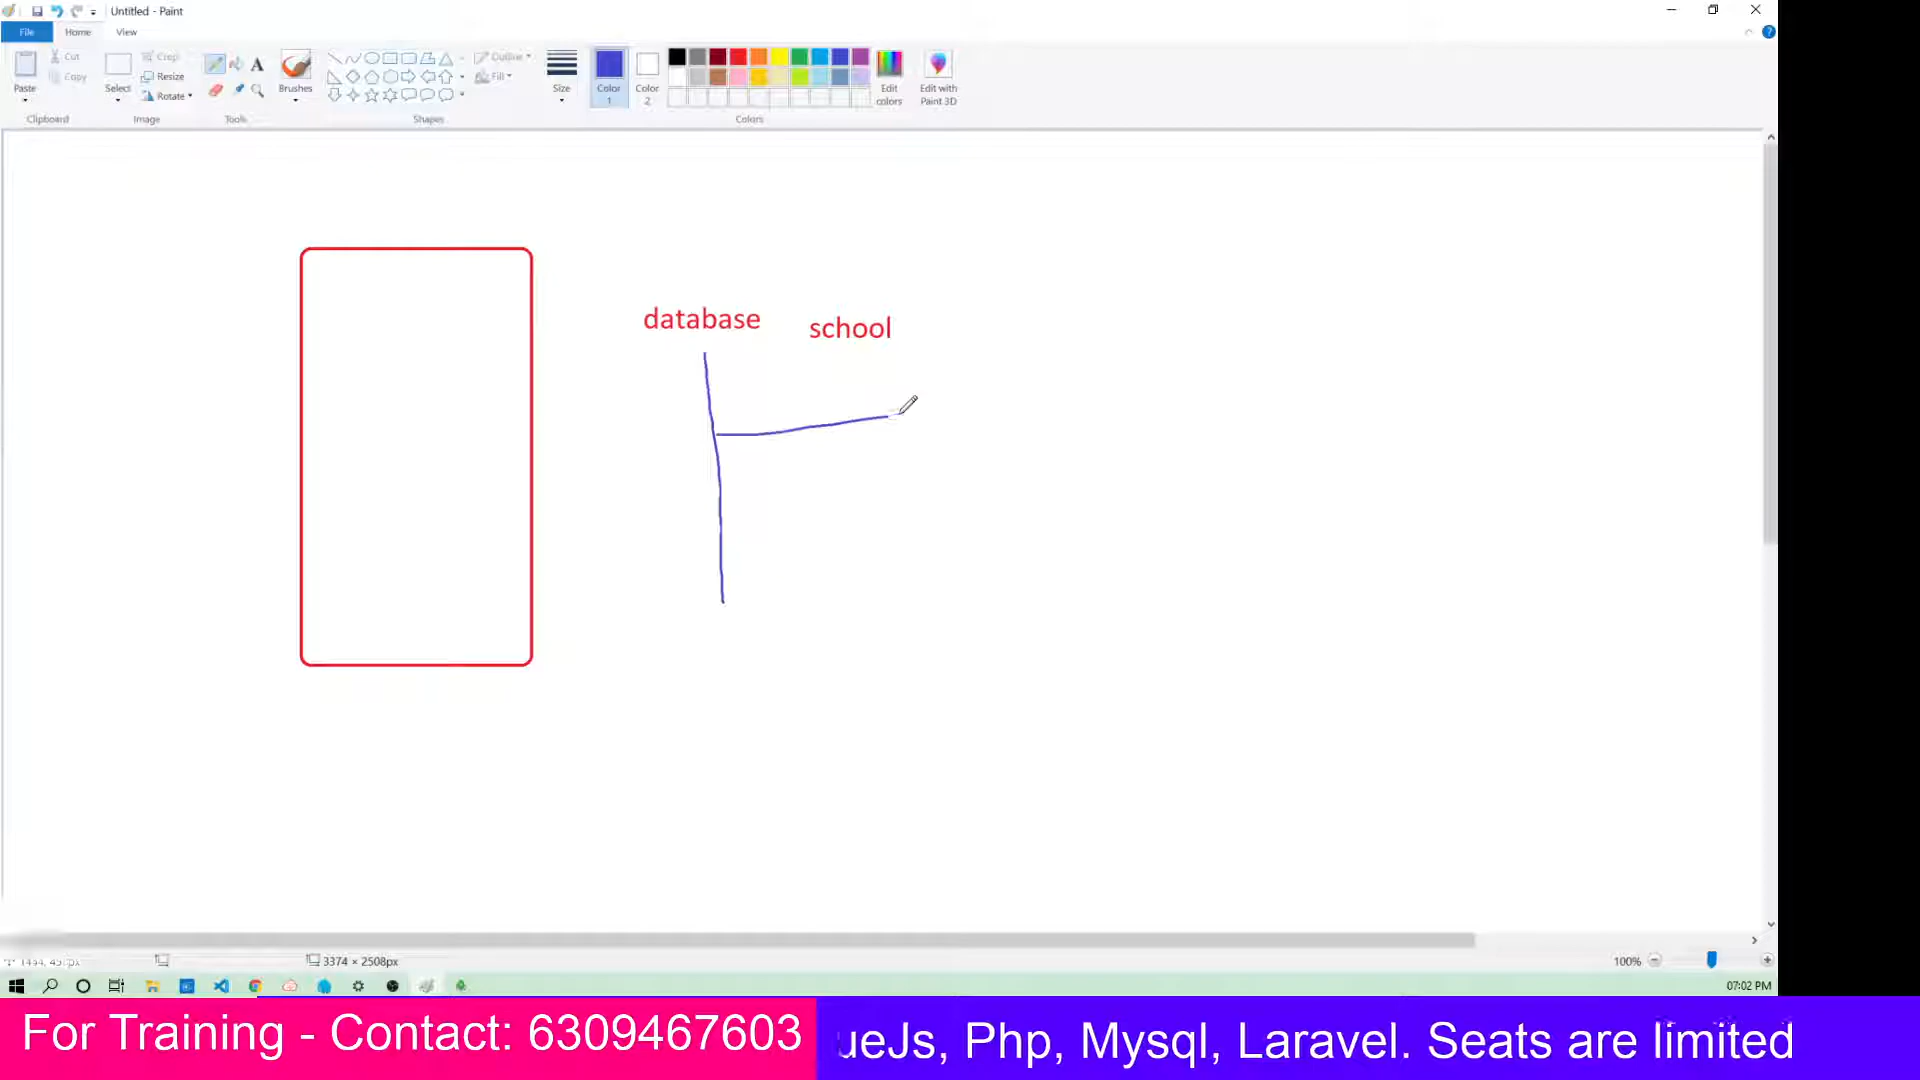 Untitled - Paint
File Home View
Paste
Cut
Copy
Clipboard
Select
Crop
Resize
Rotate
Image
Tools
Brushes
Shapes
Outline
Fill
Size
Color 1
Color 2
Colors
Edit colors
Edit with Paint 3D
database
school
3374 × 2508px
100%
07:02 PM
For Training - Contact: 6309467603
ueJs, Php, Mysql, Laravel. Seats are limited